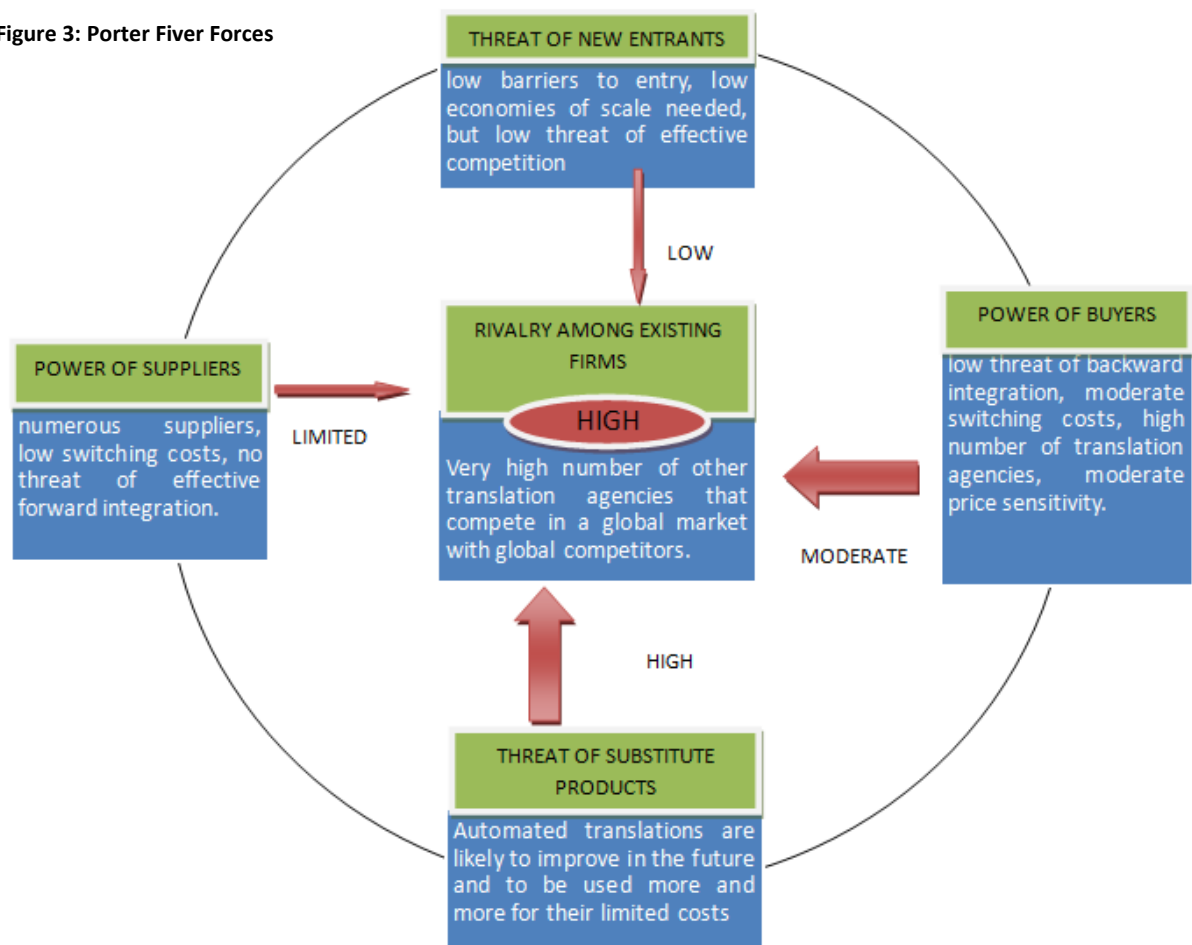 Figure 3: Porter Fiver Forces
THREAT OF NEW ENTRANTS
low barriers to entry, low
economies of scale needed,
but low threat of effective
competition
LOW
POWER OF SUPPLIERS
numerous suppliers,
low switching costs, no
threat of effective
forward integration.
LIMITED
RIVALRY AMONG EXISTING
FIRMS
HIGH
Very high number of other
translation agencies that
compete in a global market
with global competitors.
POWER OF BUYERS
low threat of backward
integration, moderate
switching costs, high
number of translation
agencies, moderate
price sensitivity.
MODERATE
HIGH
THREAT OF SUBSTITUTE
PRODUCTS
Automated translations are
likely to improve in the future
and to be used more and
more for their limited costs